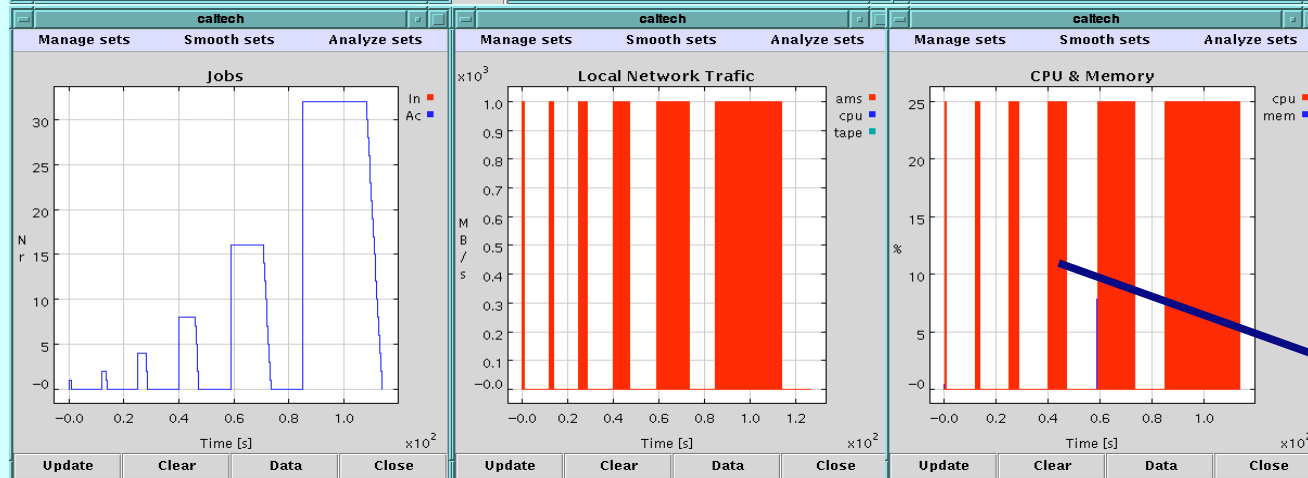 caltech
Manage sets Smooth sets Analyze sets
Jobs
In
Ac
30
25
20
15
10
5
−0
N
r
−0.0 0.2 0.4 0.6 0.8 1.0
Time [s] x10²
Update Clear Data Close
caltech
Manage sets Smooth sets Analyze sets
x10³ Local Network Trafic
ams
cpu
tape
1.0
0.9
0.8
0.7
0.6
0.5
0.4
0.3
0.2
0.1
−0.0
M
B
/
s
−0.0 0.2 0.4 0.6 0.8 1.0 1.2
Time [s] x10²
Update Clear Data Close
caltech
Manage sets Smooth sets Analyze sets
CPU & Memory
cpu
mem
25
20
15
10
5
−0
%
−0.0 0.2 0.4 0.6 0.8 1.0
Time [s] x10²
Update Clear Data Close